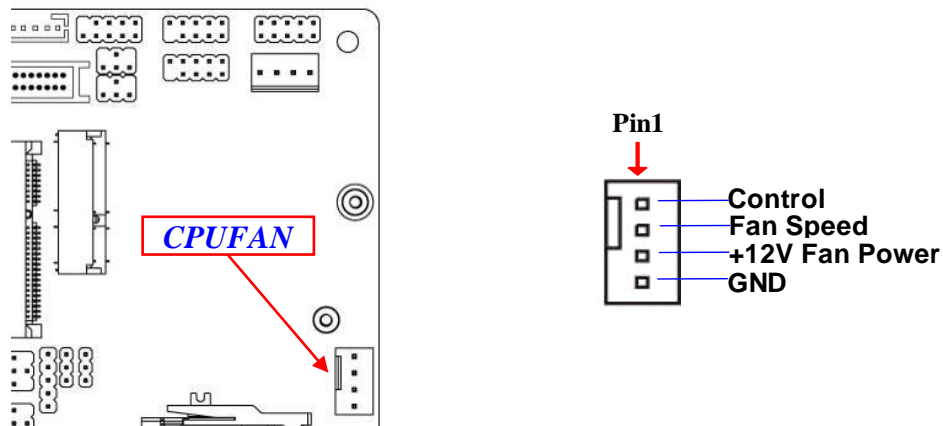 Pin1
CPUFAN
Control
Fan Speed
+12V Fan Power
GND